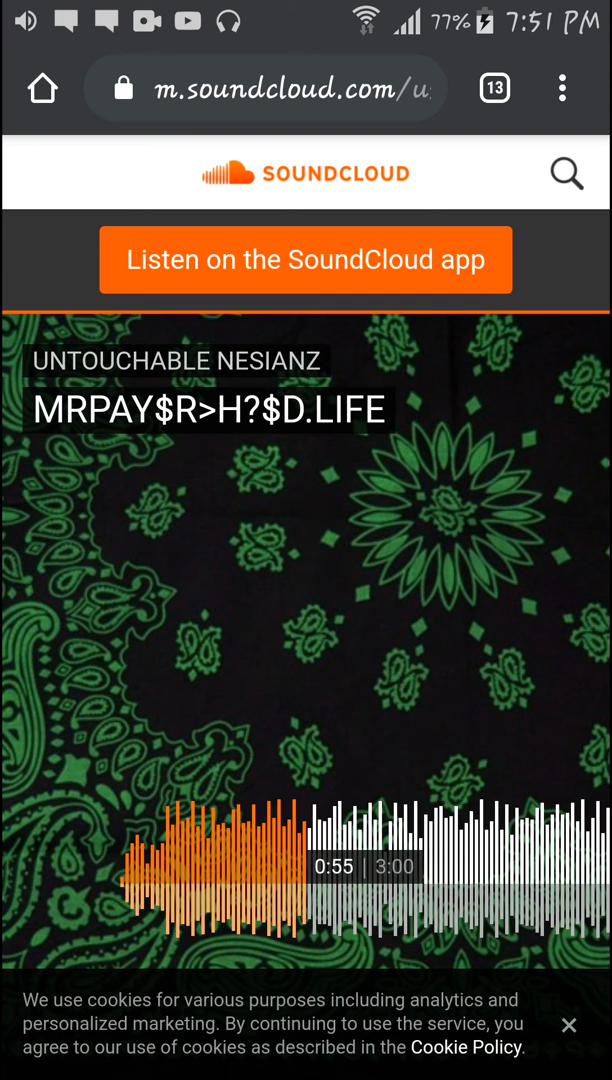 77% 7:51 PM
m.soundcloud.com/u
13
SOUNDCLOUD
Listen on the SoundCloud app
UNTOUCHABLE NESIANZ
MRPAY$R>H?$D.LIFE
0:55 | 3:00
We use cookies for various purposes including analytics and
personalized marketing. By continuing to use the service, you
agree to our use of cookies as described in the Cookie Policy.